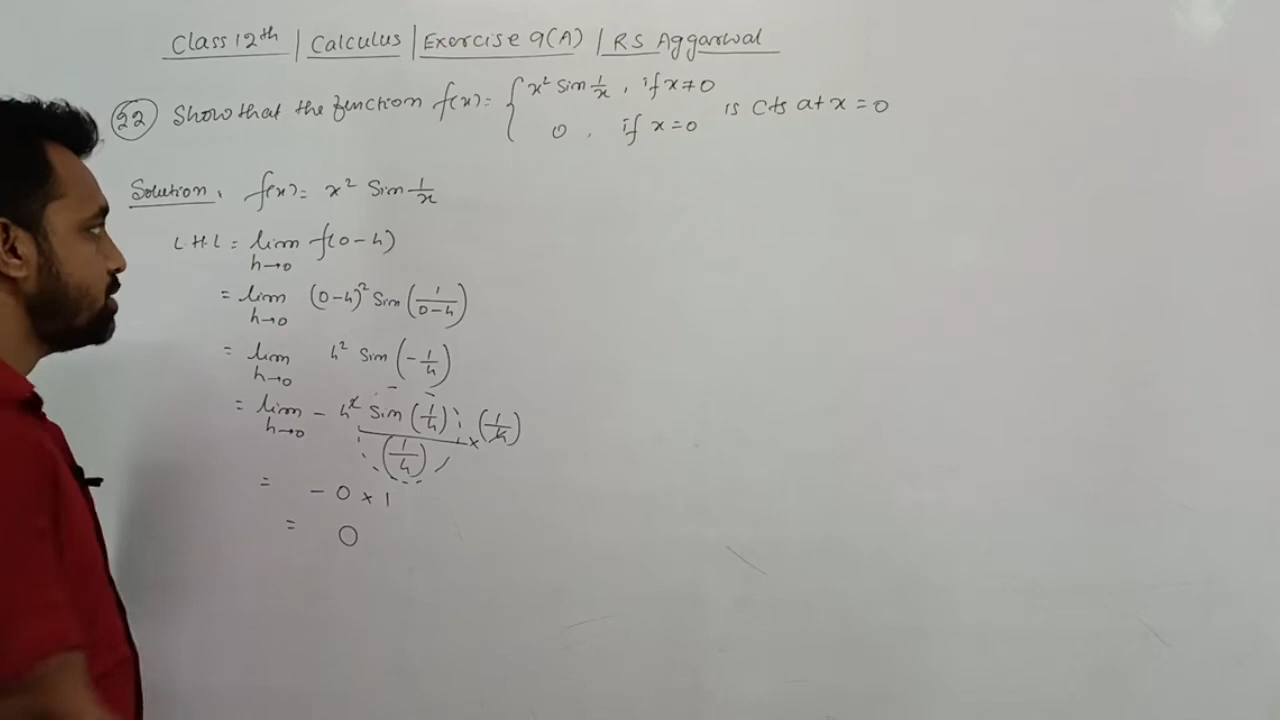 Class 12th | Calculus | Exercise 9(A) | RS Aggarwal
22 Show that the function f(x) = { x² Sin 1/x , if x ≠ 0
0 , if x = 0
is cts at x = 0
Solution. f(x) = x² Sin 1/x
L H L = lim h→0 f(0-h)
= lim h→0 (0-h)² Sin (1/(0-h))
= lim h→0 h² Sin (-1/h)
= lim h→0 - h² Sin (1/h) / (1/h) × (1/h)
= - 0 × 1
= 0